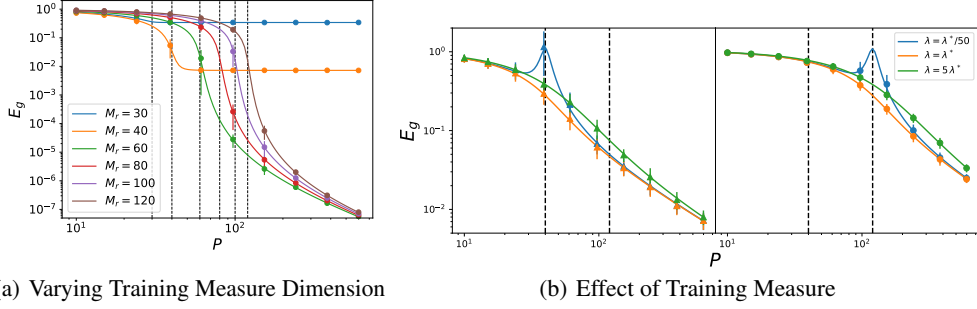 (a)
10⁰
10⁻¹
10⁻²
10⁻³
10⁻⁴
10⁻⁵
10⁻⁶
10⁻⁷
E_g
M_r = 30
M_r = 40
M_r = 60
M_r = 80
M_r = 100
M_r = 120
10¹
10²
P
(b)
10⁰
10⁻¹
10⁻²
E_g
λ = λ*/50
λ = λ*
λ = 5λ*
10¹ 10² 10¹ 10²
P
a) Varying Training Measure Dimension
(b) Effect of Training Measure